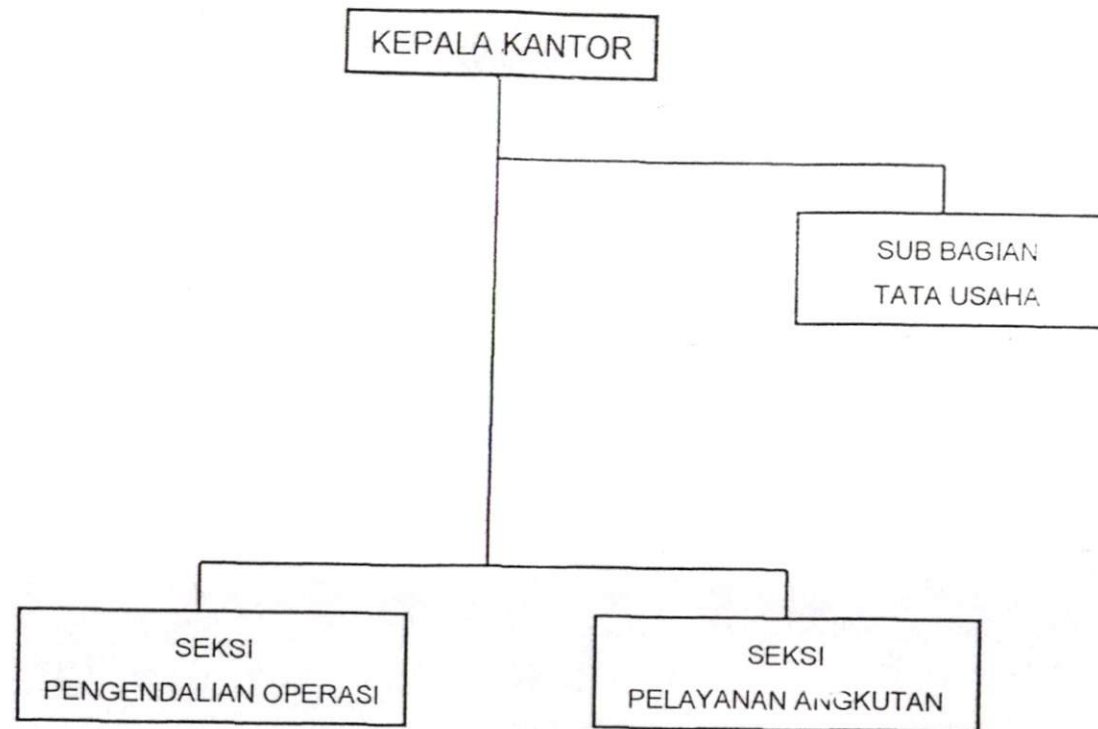 KEPALA KANTOR
SUB BAGIAN
TATA USAHA
SEKSI
PENGENDALIAN OPERASI
SEKSI
PELAYANAN ANGKUTAN